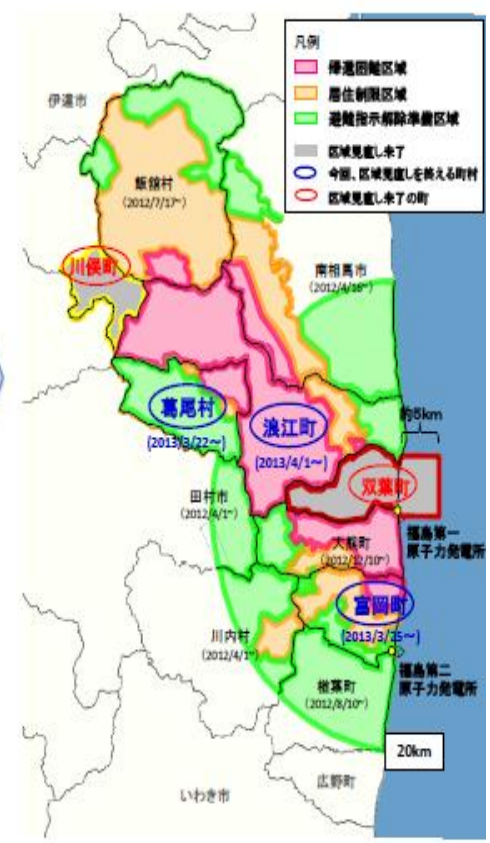 凡例
帰還困難区域
居住制限区域
避難指示解除準備区域
区域見直し未了
今回、区域見直しを終える町村
区域見直し未了の町
伊達市
飯舘村
(2012/7/17~)
川俣町
南相馬市
(2012/4/16~)
葛尾村
(2013/3/22~)
浪江町
(2013/4/1~)
約8km
双葉町
田村市
(2012/4/1~)
福島第一
原子力発電所
大熊町
(2012/12/10~)
富岡町
(2013/3/25~)
川内村
(2012/4/1~)
福島第二
原子力発電所
楢葉町
(2012/8/10~)
20km
広野町
いわき市